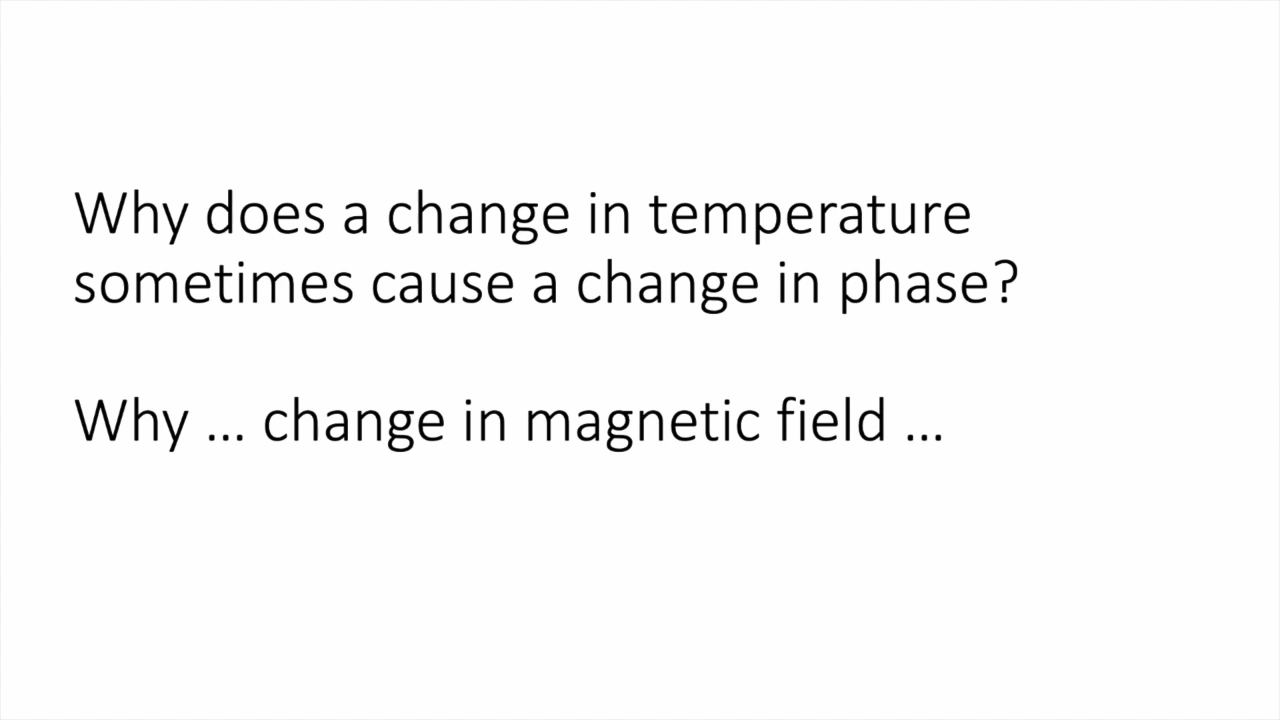 Why does a change in temperature
sometimes cause a change in phase?
Why ... change in magnetic field ...